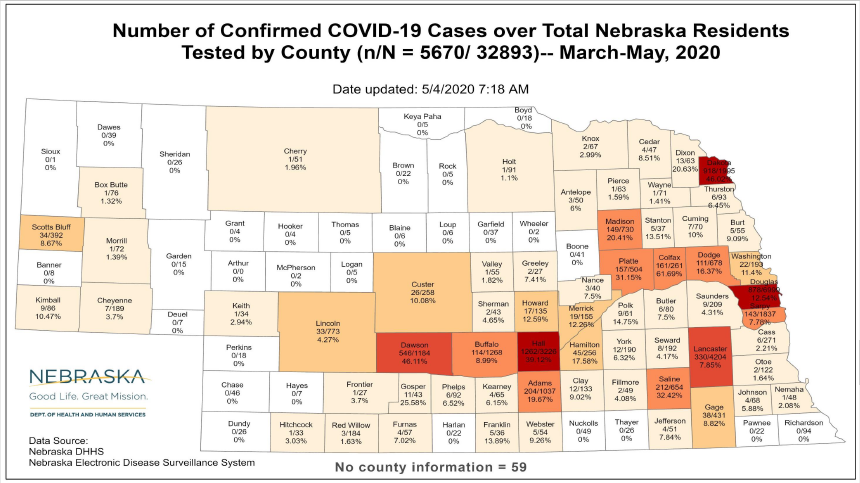 Number of Confirmed COVID-19 Cases over Total Nebraska Residents
Tested by County (n/N = 5670/ 32893)-- March-May, 2020
Date updated: 5/4/2020 7:18 AM
Sioux
0/1
0%
Dawes
0/39
0%
Box Butte
1/76
1.32%
Sheridan
0/26
0%
Scotts Bluff
34/392
8.67%
Banner
0/8
0%
Kimball
9/86
10.47%
Morrill
1/72
1.39%
Cheyenne
7/189
3.7%
Garden
0/15
0%
Deuel
0/7
0%
Cherry
1/51
1.96%
Keya Paha
0/5
0%
Boyd
0/18
0%
Brown
0/22
0%
Rock
0/5
0%
Holt
1/91
1.1%
Knox
2/67
2.99%
Cedar
4/47
8.51%
Dixon
13/63
20.63%
Dakota
Antelope
3/50
6%
Pierce
1/63
1.59%
Wayne
1/71
1.41%
Thurston
6/93
6.45%
Grant
0/4
0%
Hooker
0/4
0%
Thomas
0/5
0%
Blaine
0/6
0%
Loup
0/6
0%
Garfield
0/37
0%
Wheeler
0/2
0%
Boone
0/41
0%
Madison
149/730
20.41%
Stanton
5/37
13.51%
Cuming
7/70
10%
Burt
5/55
9.09%
Arthur
0/0
0%
McPherson
0/2
0%
Logan
0/5
0%
Custer
26/258
10.08%
Valley
1/55
1.82%
Greeley
2/27
7.41%
Nance
3/40
7.5%
Platte
157/504
31.15%
Colfax
161/261
61.69%
Dodge
111/678
16.37%
Washington
22/193
11.4%
Douglas
Sarpy
143/1837
7.78%
Keith
1/34
2.94%
Lincoln
33/773
4.27%
Sherman
2/43
4.65%
Howard
17/135
12.59%
Merrick
19/155
12.26%
Polk
9/61
14.75%
Butler
6/80
7.5%
Saunders
9/209
4.31%
Perkins
0/18
0%
Dawson
546/1184
46.11%
Buffalo
114/1268
8.99%
Hall
Hamilton
45/256
17.58%
York
12/190
6.32%
Seward
8/192
4.17%
Lancaster
330/4204
7.85%
Cass
6/271
2.21%
Otoe
2/122
1.64%
Chase
0/46
0%
Hayes
0/7
0%
Frontier
1/27
3.7%
Gosper
11/43
25.58%
Phelps
6/92
6.52%
Kearney
4/65
6.15%
Adams
204/1037
19.67%
Clay
12/133
9.02%
Fillmore
2/49
4.08%
Saline
212/654
32.42%
Gage
38/431
8.82%
Johnson
4/68
5.88%
Nemaha
1/48
2.08%
Dundy
0/26
0%
Hitchcock
1/33
3.03%
Red Willow
3/184
1.63%
Furnas
4/57
7.02%
Harlan
0/22
0%
Franklin
5/36
13.89%
Webster
5/54
9.26%
Nuckolls
0/49
0%
Thayer
0/26
0%
Jefferson
4/51
7.84%
Pawnee
0/22
0%
Richardson
0/94
0%
NEBRASKA
Good Life. Great Mission.
DEPT. OF HEALTH AND HUMAN SERVICES
Data Source:
Nebraska DHHS
Nebraska Electronic Disease Surveillance System
No county information = 59